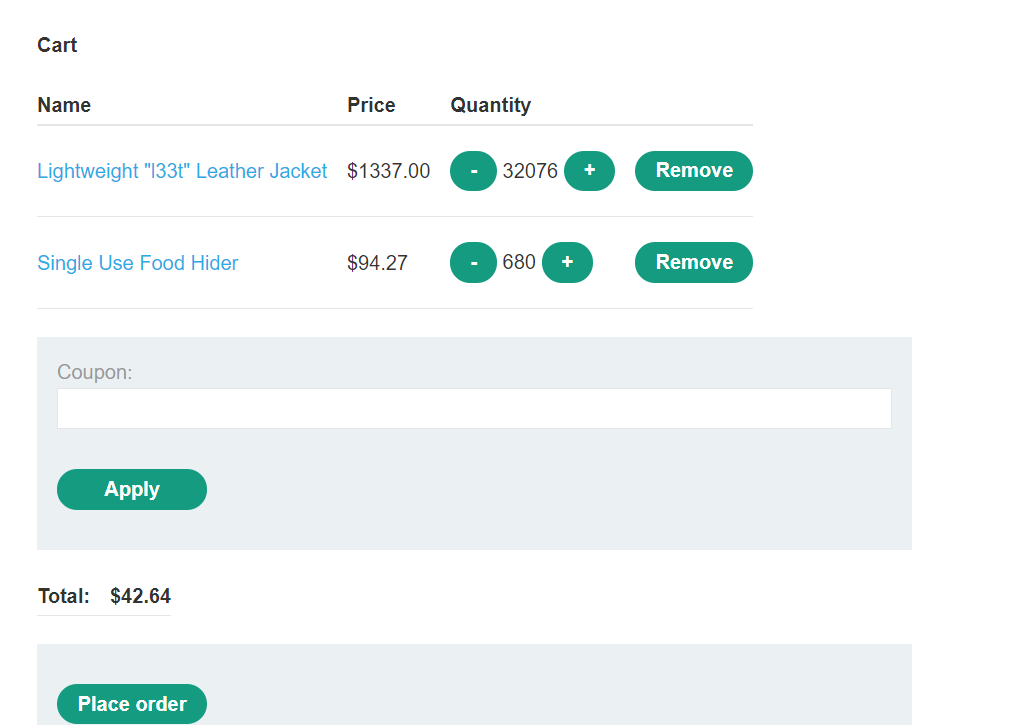 Cart
Name Price Quantity
Lightweight "l33t" Leather Jacket $1337.00 - 32076 + Remove
Single Use Food Hider $94.27 - 680 + Remove
Coupon:
Apply
Total: $42.64
Place order